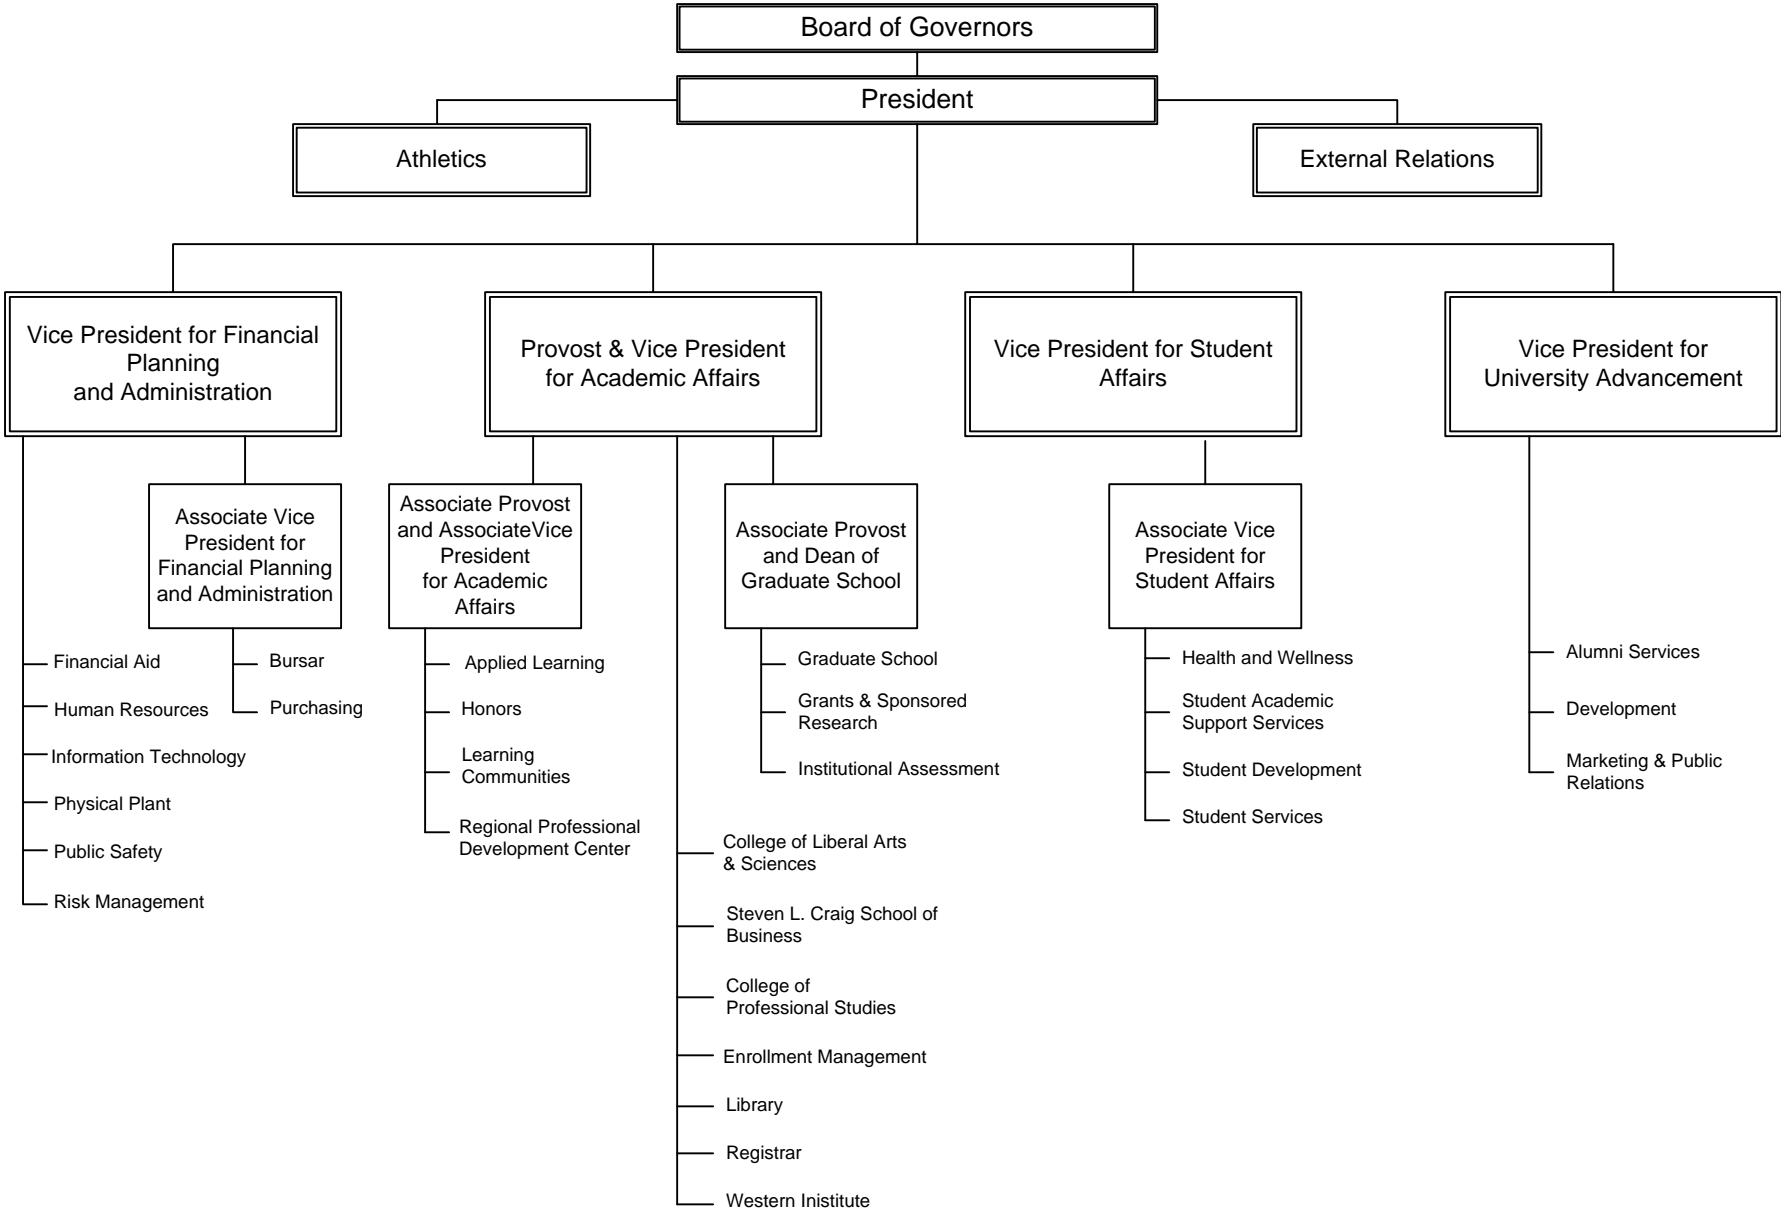 Board of Governors
President
Athletics
External Relations
Vice President for Financial
Planning
and Administration
Provost & Vice President
for Academic Affairs
Vice President for Student
Affairs
Vice President for
University Advancement
Associate Vice
President for
Financial Planning
and Administration
Associate Provost
and AssociateVice
President
for Academic
Affairs
Associate Provost
and Dean of
Graduate School
Associate Vice
President for
Student Affairs
Financial Aid
Human Resources
Information Technology
Physical Plant
Public Safety
Risk Management
Bursar
Purchasing
Applied Learning
Honors
Learning
Communities
Regional Professional
Development Center
Graduate School
Grants & Sponsored
Research
Institutional Assessment
College of Liberal Arts
& Sciences
Steven L. Craig School of
Business
College of
Professional Studies
Enrollment Management
Library
Registrar
Western Inistitute
Health and Wellness
Student Academic
Support Services
Student Development
Student Services
Alumni Services
Development
Marketing & Public
Relations